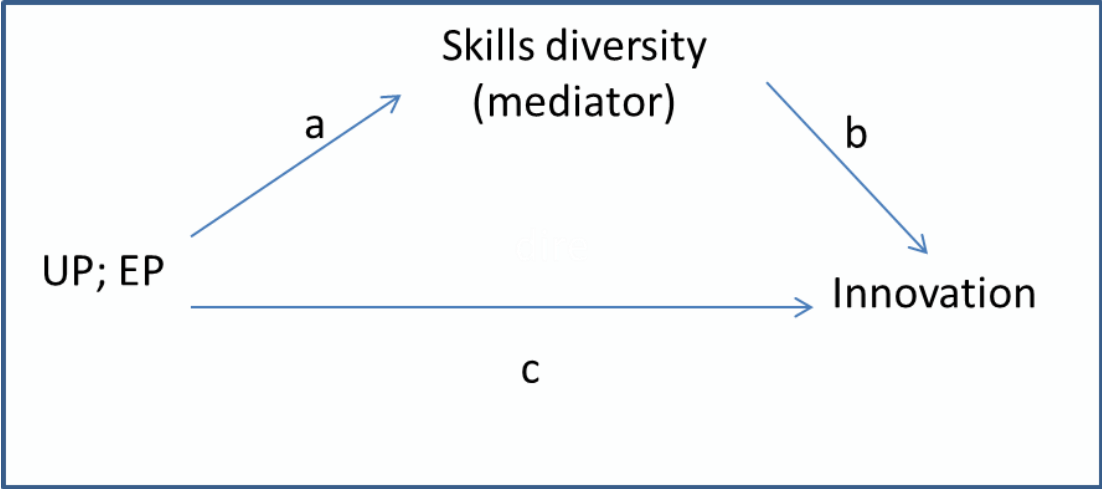 Skills diversity
(mediator)
a
b
UP; EP
Innovation
c